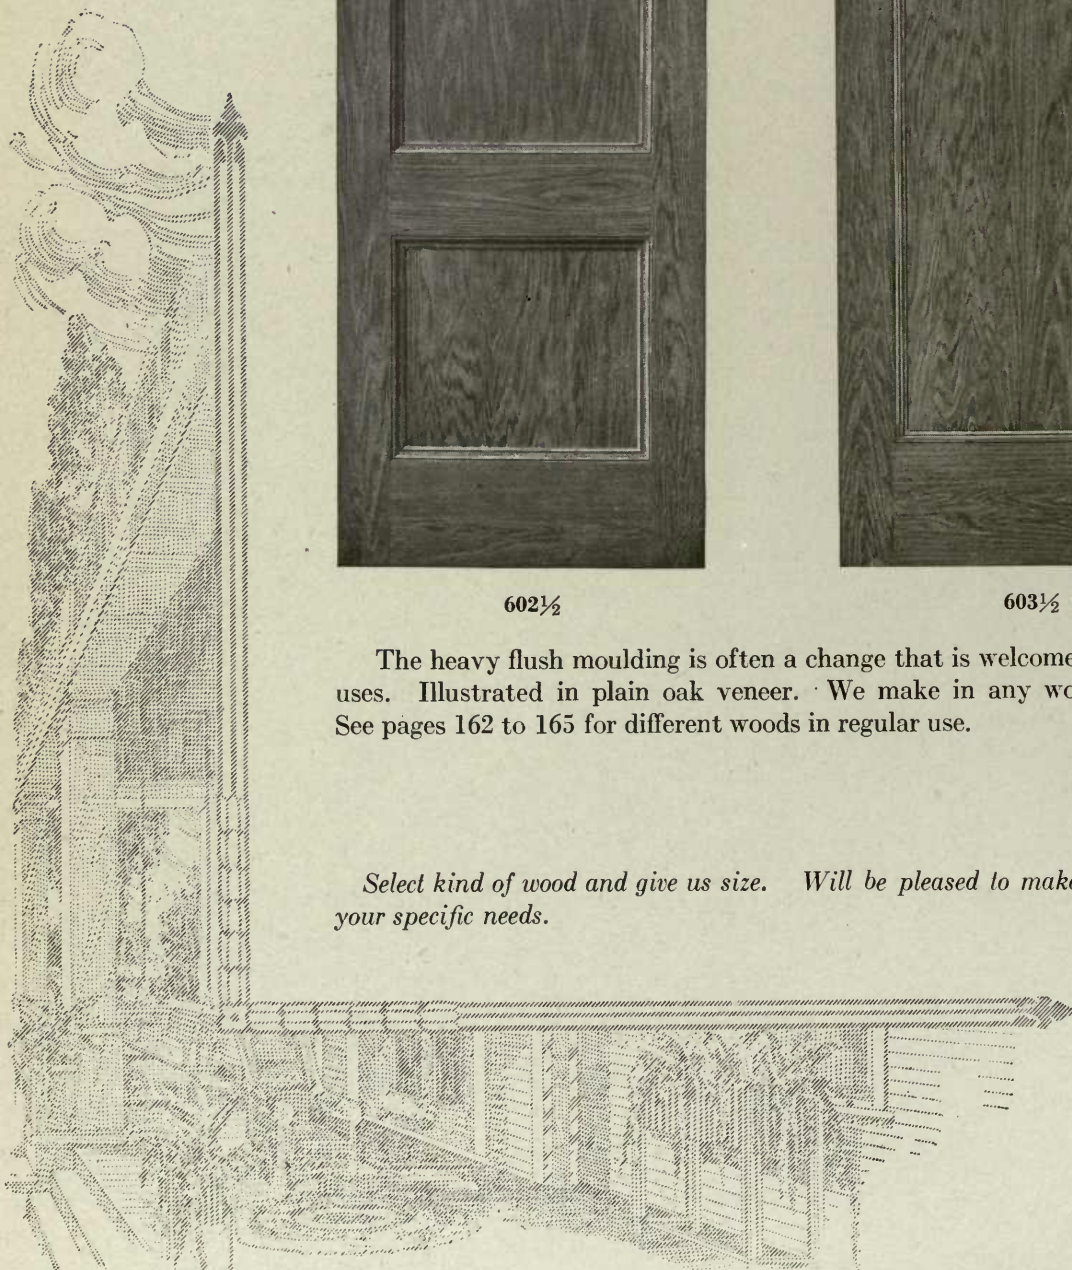 602½
603½
The heavy flush moulding is often a change that is welcome
uses. Illustrated in plain oak veneer. We make in any
See pages 162 to 165 for different woods in regular use.
Select kind of wood and give us size. Will be pleased to
your specific needs.